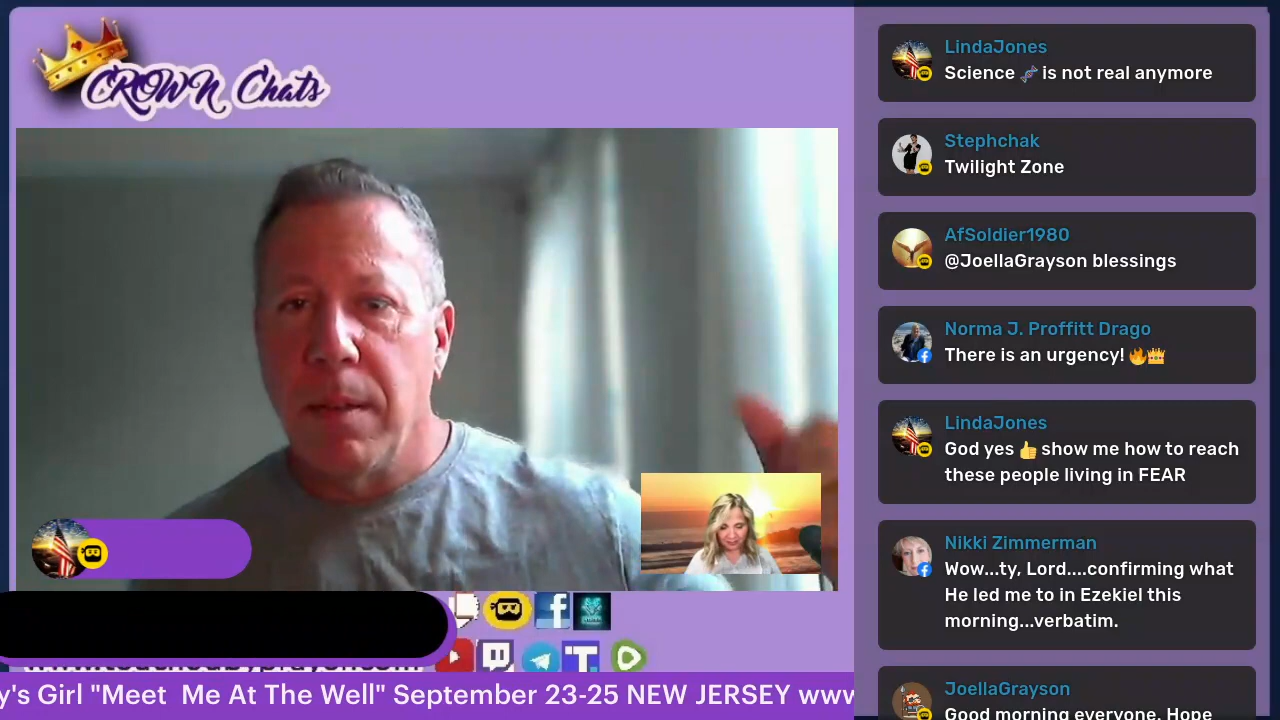 CROWN Chats
LindaJones
Science 🧬 is not real anymore
Stephchak
Twilight Zone
AfSoldier1980
@JoellaGrayson blessings
Norma J. Proffitt Drago
There is an urgency! 🔥👑
LindaJones
God yes 👍 show me how to reach
these people living in FEAR
Nikki Zimmerman
Wow...ty, Lord....confirming what
He led me to in Ezekiel this
morning...verbatim.
JoellaGrayson
Good morning everyone. Hope
y's Girl "Meet Me At The Well" September 23-25 NEW JERSEY www